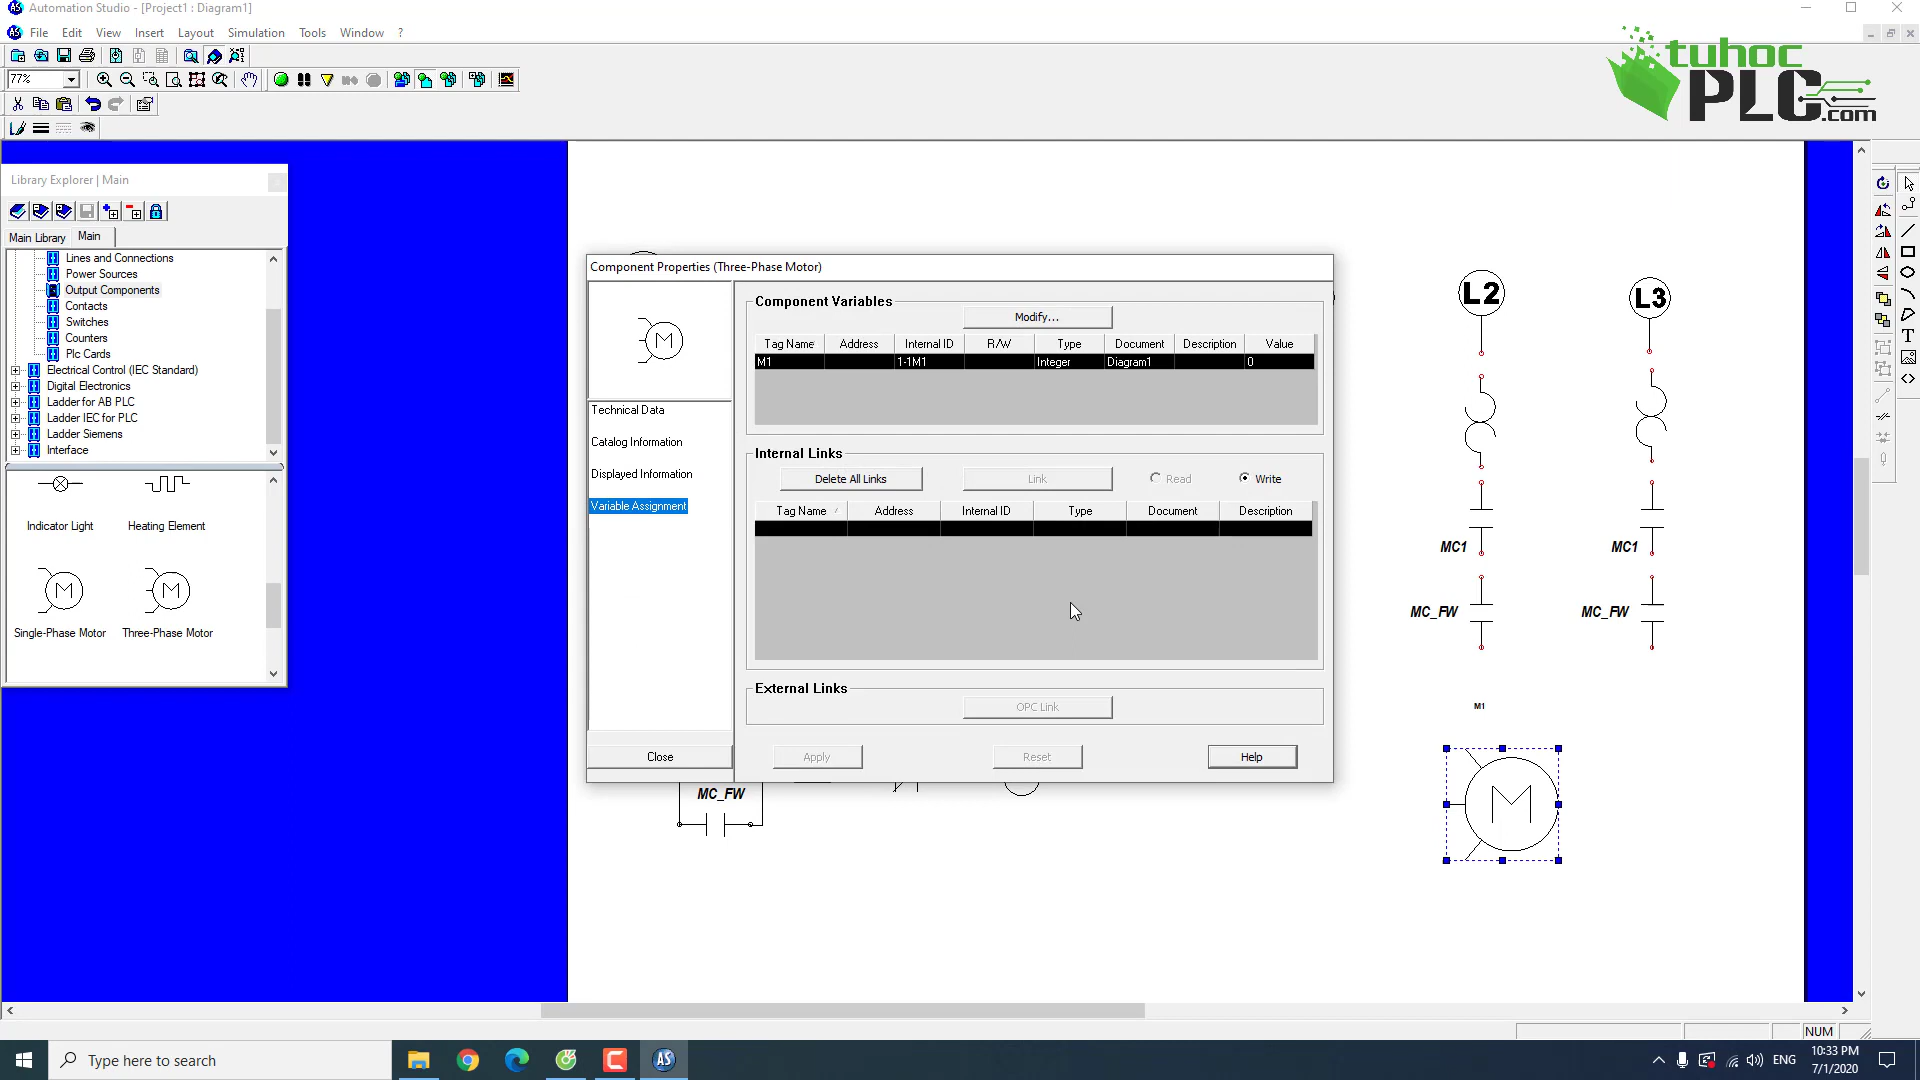 Automation Studio - [Project1 : Diagram1]
File Edit View Insert Layout Simulation Tools Window ?
77%
tuhoc
PLC.com
Library Explorer | Main
Main Library Main
Lines and Connections
Power Sources
Output Components
Contacts
Switches
Counters
Plc Cards
Electrical Control (IEC Standard)
Digital Electronics
Ladder for AB PLC
Ladder IEC for PLC
Ladder Siemens
Interface
Indicator Light Heating Element
M M
Single-Phase Motor Three-Phase Motor
Component Properties (Three-Phase Motor)
M
Technical Data
Catalog Information
Displayed Information
Variable Assignment
Close
Component Variables
Modify...
Tag Name Address Internal ID R/W Type Document Description Value
M1 1-1M1 Integer Diagram1 0
Internal Links
Delete All Links Link Read Write
Tag Name Address Internal ID Type Document Description
External Links
OPC Link
Apply Reset Help
MC_FW
L2 L3
MC1 MC1
MC_FW MC_FW
M1
M
NUM
Type here to search
ENG
10:33 PM
7/1/2020